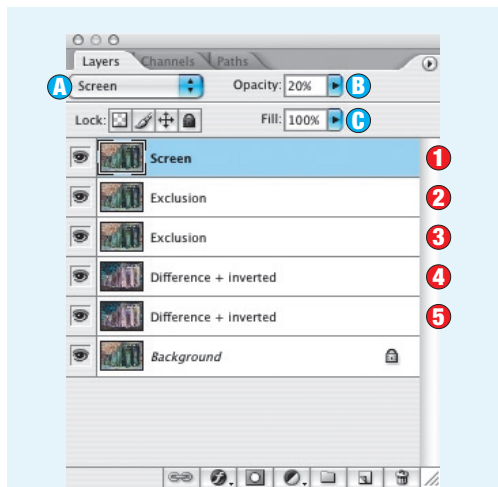 Layers Channels Paths
A Screen Opacity: 20% B
Lock: Fill: 100% C
Screen 1
Exclusion 2
Exclusion 3
Difference + inverted 4
Difference + inverted 5
Background